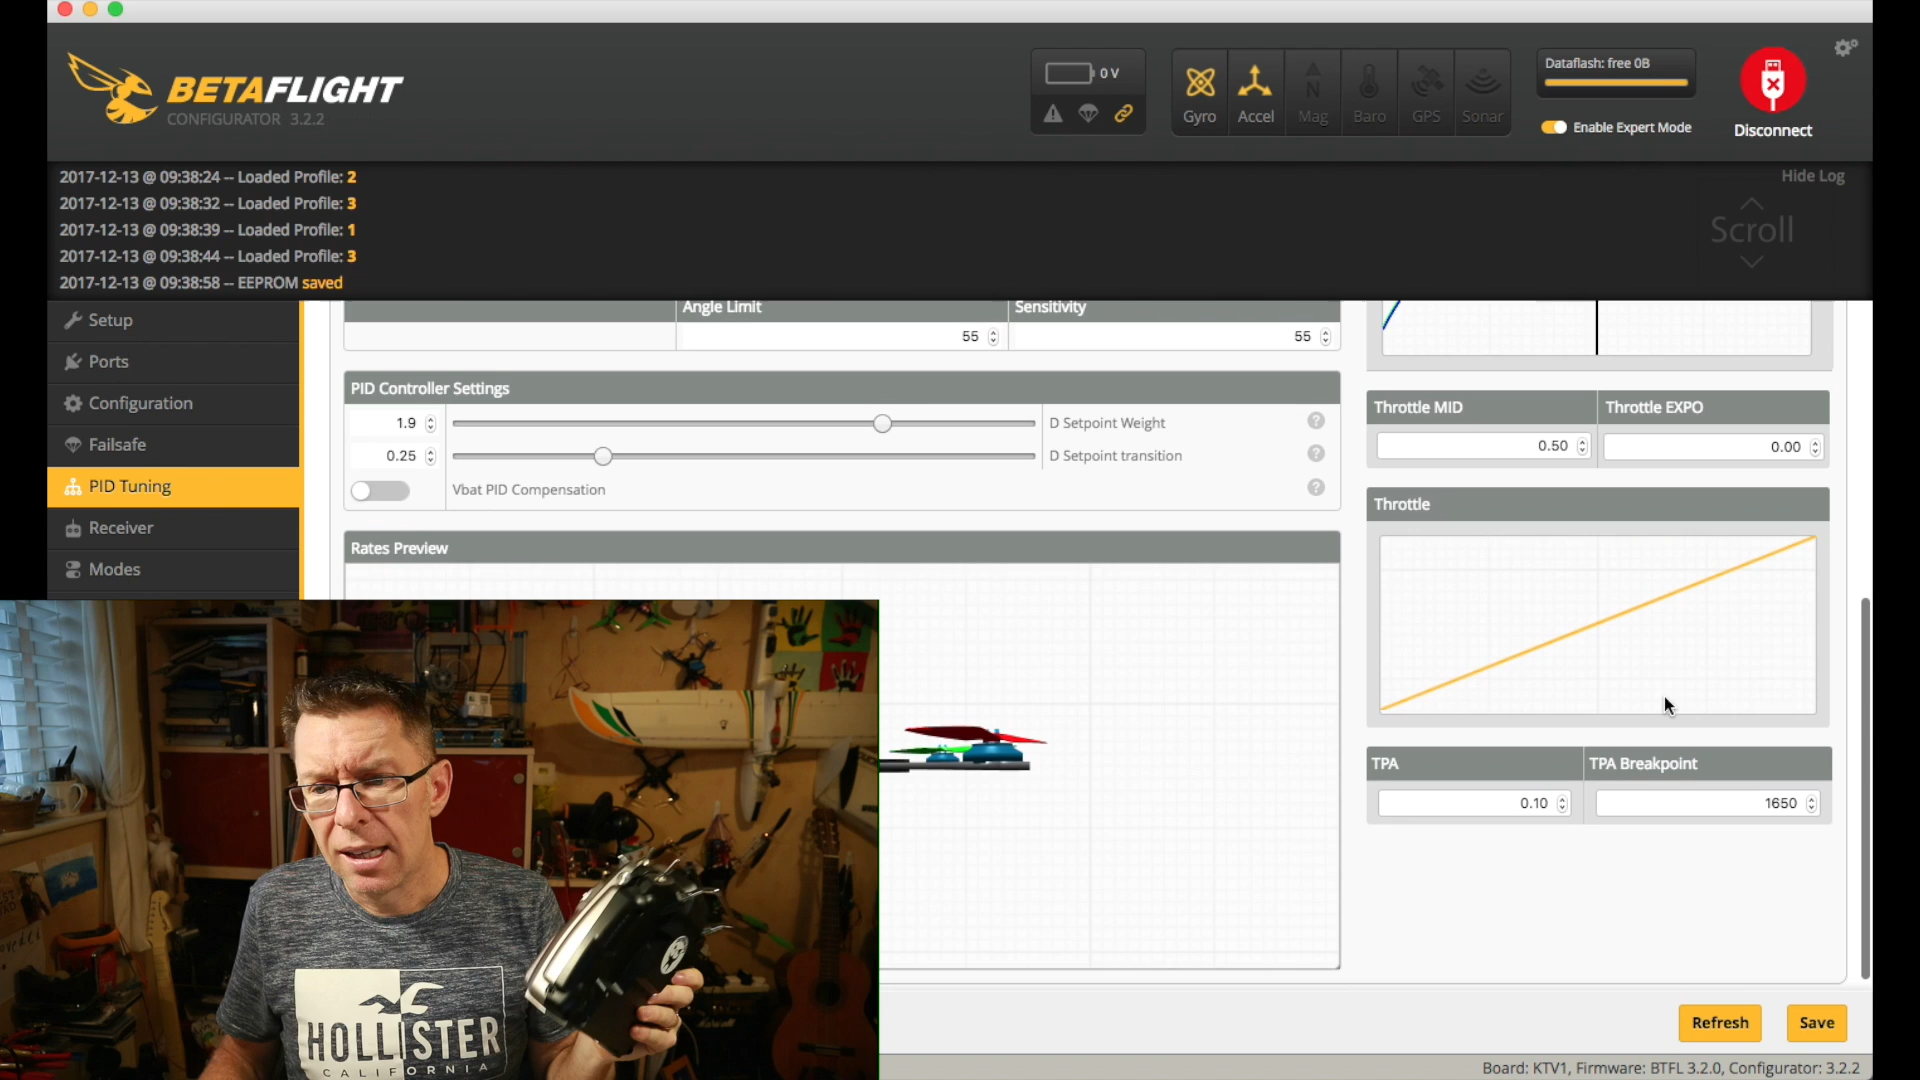 BETAFLIGHT
CONFIGURATOR 3.2.2
0 V
Gyro Accel Mag Baro GPS Sonar
Dataflash: free 0B
Enable Expert Mode
Disconnect
2017-12-13 @ 09:38:24 -- Loaded Profile: 2
2017-12-13 @ 09:38:32 -- Loaded Profile: 3
2017-12-13 @ 09:38:39 -- Loaded Profile: 1
2017-12-13 @ 09:38:44 -- Loaded Profile: 3
2017-12-13 @ 09:38:58 -- EEPROM saved
Hide Log
Scroll
Setup
Ports
Configuration
Failsafe
PID Tuning
Receiver
Modes
Angle Limit Sensitivity
55 55
PID Controller Settings
1.9 D Setpoint Weight ?
0.25 D Setpoint transition ?
Vbat PID Compensation ?
Rates Preview
Throttle MID Throttle EXPO
0.50 0.00
Throttle
TPA TPA Breakpoint
0.10 1650
Refresh Save
Board: KTV1, Firmware: BTFL 3.2.0, Configurator: 3.2.2
HOLLISTER
CALIFORNIA